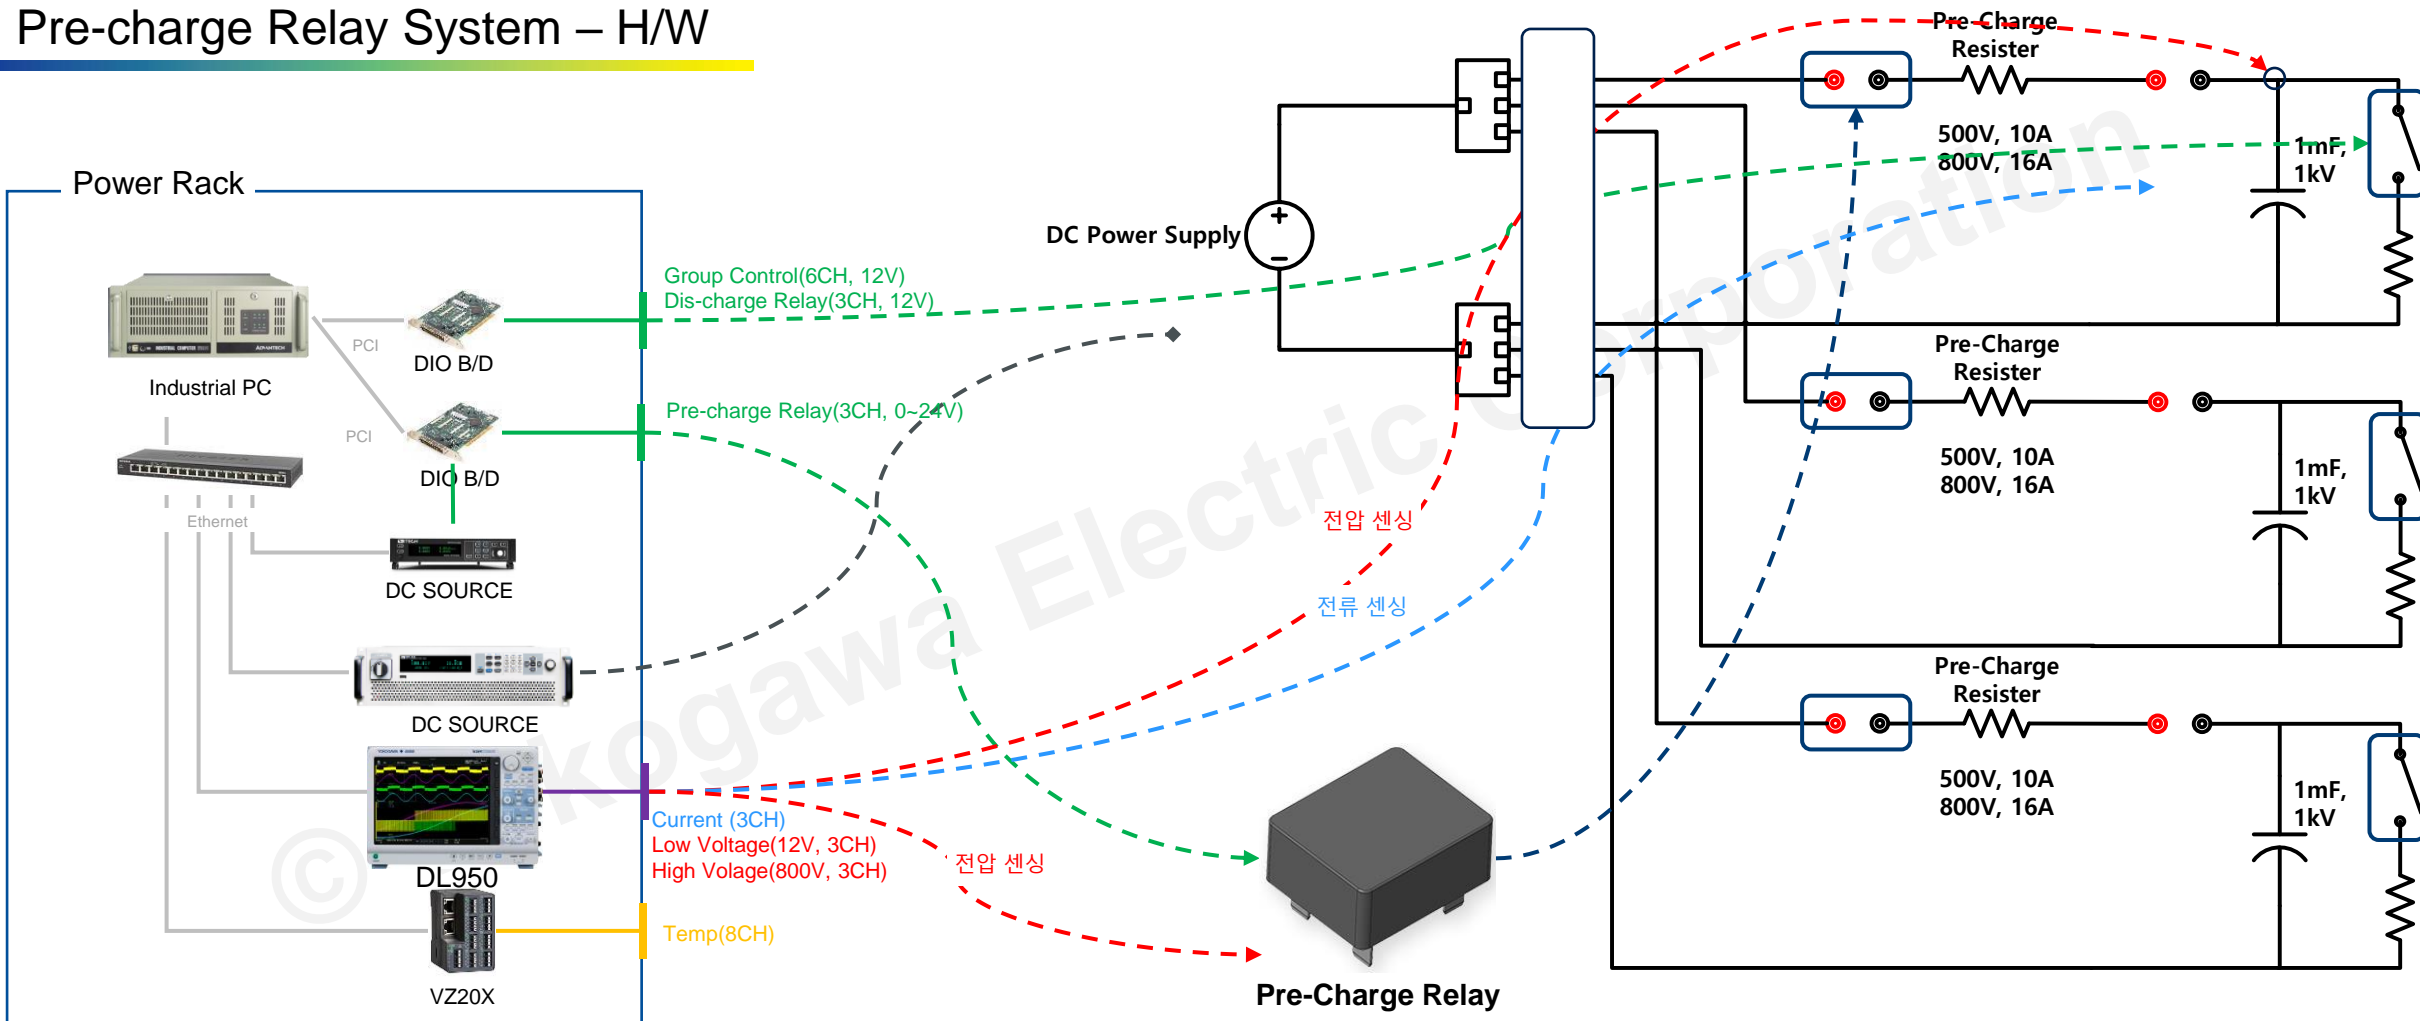 Pre-charge Relay System – H/W
Power Rack
Industrial PC
PCI
PCI
DIO B/D
DIO B/D
Ethernet
DC SOURCE
DC SOURCE
DL950
VZ20X
Group Control(6CH, 12V)
Dis-charge Relay(3CH, 12V)
Pre-charge Relay(3CH, 0~24V)
Current (3CH)
Low Voltage(12V, 3CH)
High Volage(800V, 3CH)
Temp(8CH)
전압 센싱
전류 센싱
전압 센싱
DC Power Supply
Pre-Charge Relay
Pre-Charge
Resister
500V, 10A
800V, 16A
1mF,
1kV
Pre-Charge
Resister
500V, 10A
800V, 16A
1mF,
1kV
Pre-Charge
Resister
500V, 10A
800V, 16A
1mF,
1kV